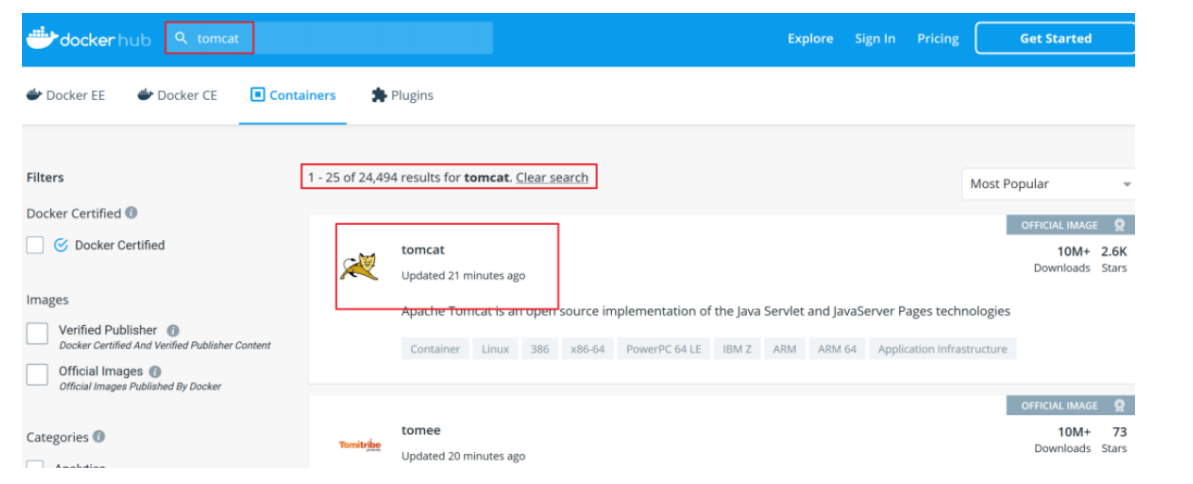 dockerhub tomcat Explore Sign In Pricing Get Started
Docker EE Docker CE Containers Plugins
Filters
1 - 25 of 24,494 results for tomcat. Clear search
Most Popular
Docker Certified
Docker Certified
Images
Verified Publisher
Docker Certified And Verified Publisher Content
Official Images
Official Images Published By Docker
Categories
OFFICIAL IMAGE
tomcat
Updated 21 minutes ago
10M+ 2.6K
Downloads Stars
Apache Tomcat is an open source implementation of the Java Servlet and JavaServer Pages technologies
Container Linux 386 x86-64 PowerPC 64 LE IBM Z ARM ARM 64 Application Infrastructure
OFFICIAL IMAGE
Tomitribe
tomee
Updated 20 minutes ago
10M+ 73
Downloads Stars